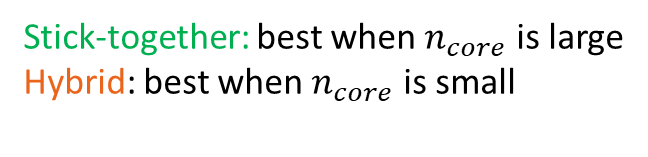 Stick-together: best when n_core is large
Hybrid: best when n_core is small